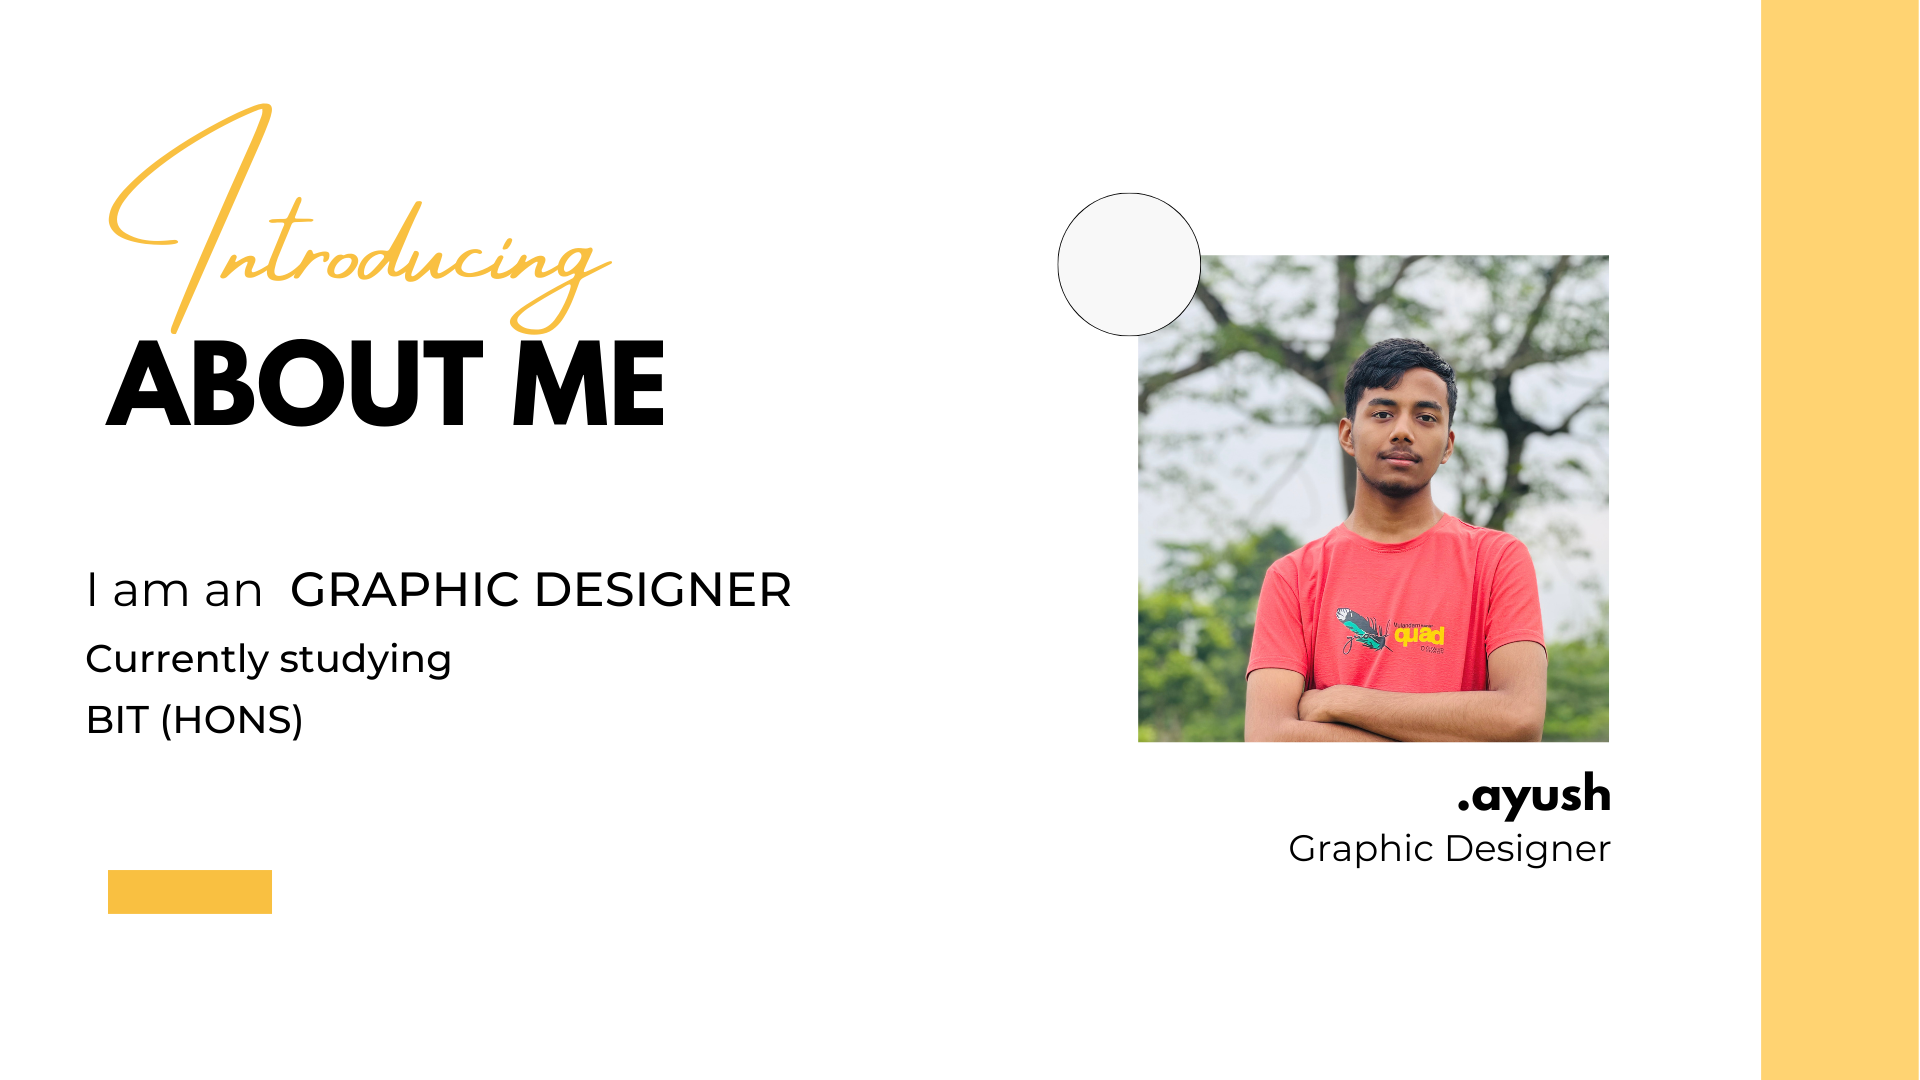 Introducing
ABOUT ME
I am an GRAPHIC DESIGNER
Currently studying
BIT (HONS)
quad
.ayush
Graphic Designer